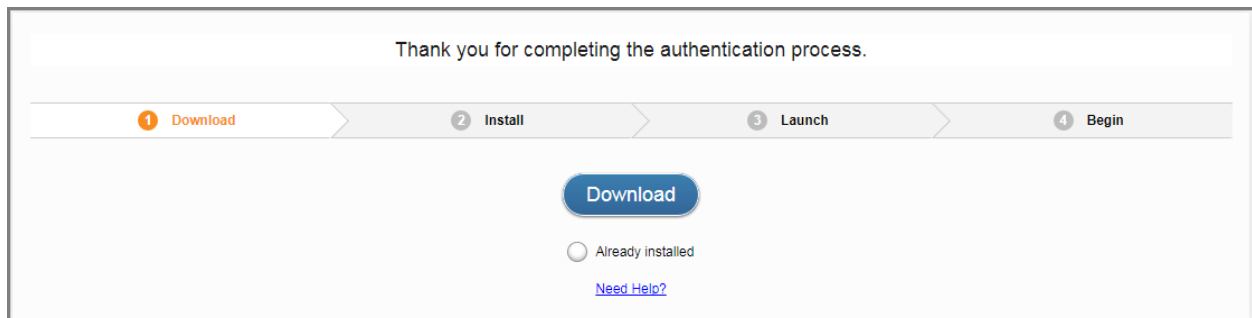 Thank you for completing the authentication process.
1 Download 2 Install 3 Launch 4 Begin
Download
Already installed
Need Help?